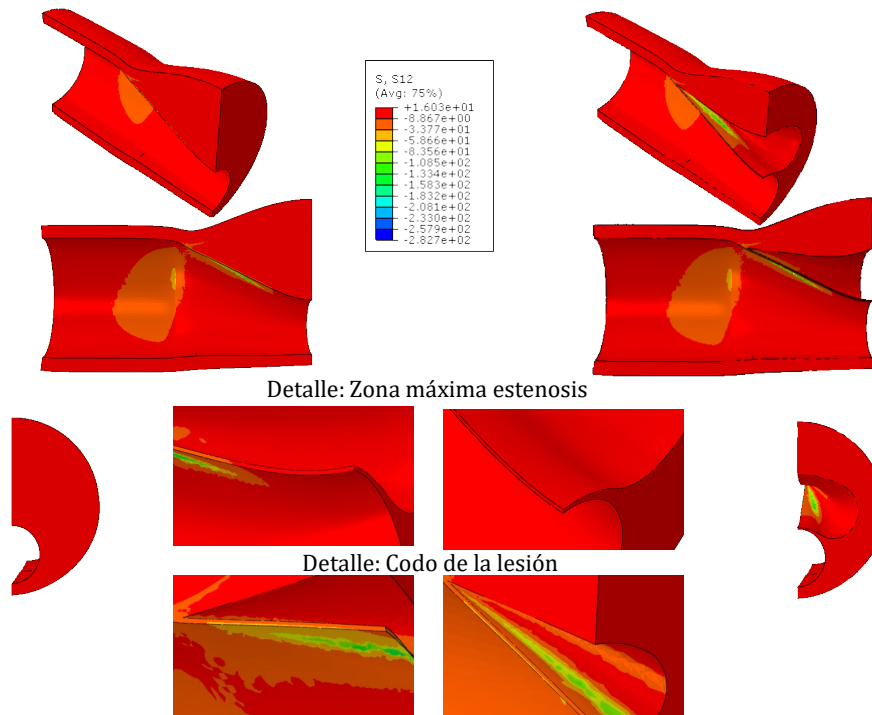 S, S12
(Avg: 75%)
+1.603e+01
-8.867e+00
-3.377e+01
-5.866e+01
-8.356e+01
-1.085e+02
-1.334e+02
-1.583e+02
-1.832e+02
-2.081e+02
-2.330e+02
-2.579e+02
-2.827e+02
Detalle: Zona máxima estenosis
Detalle: Codo de la lesión